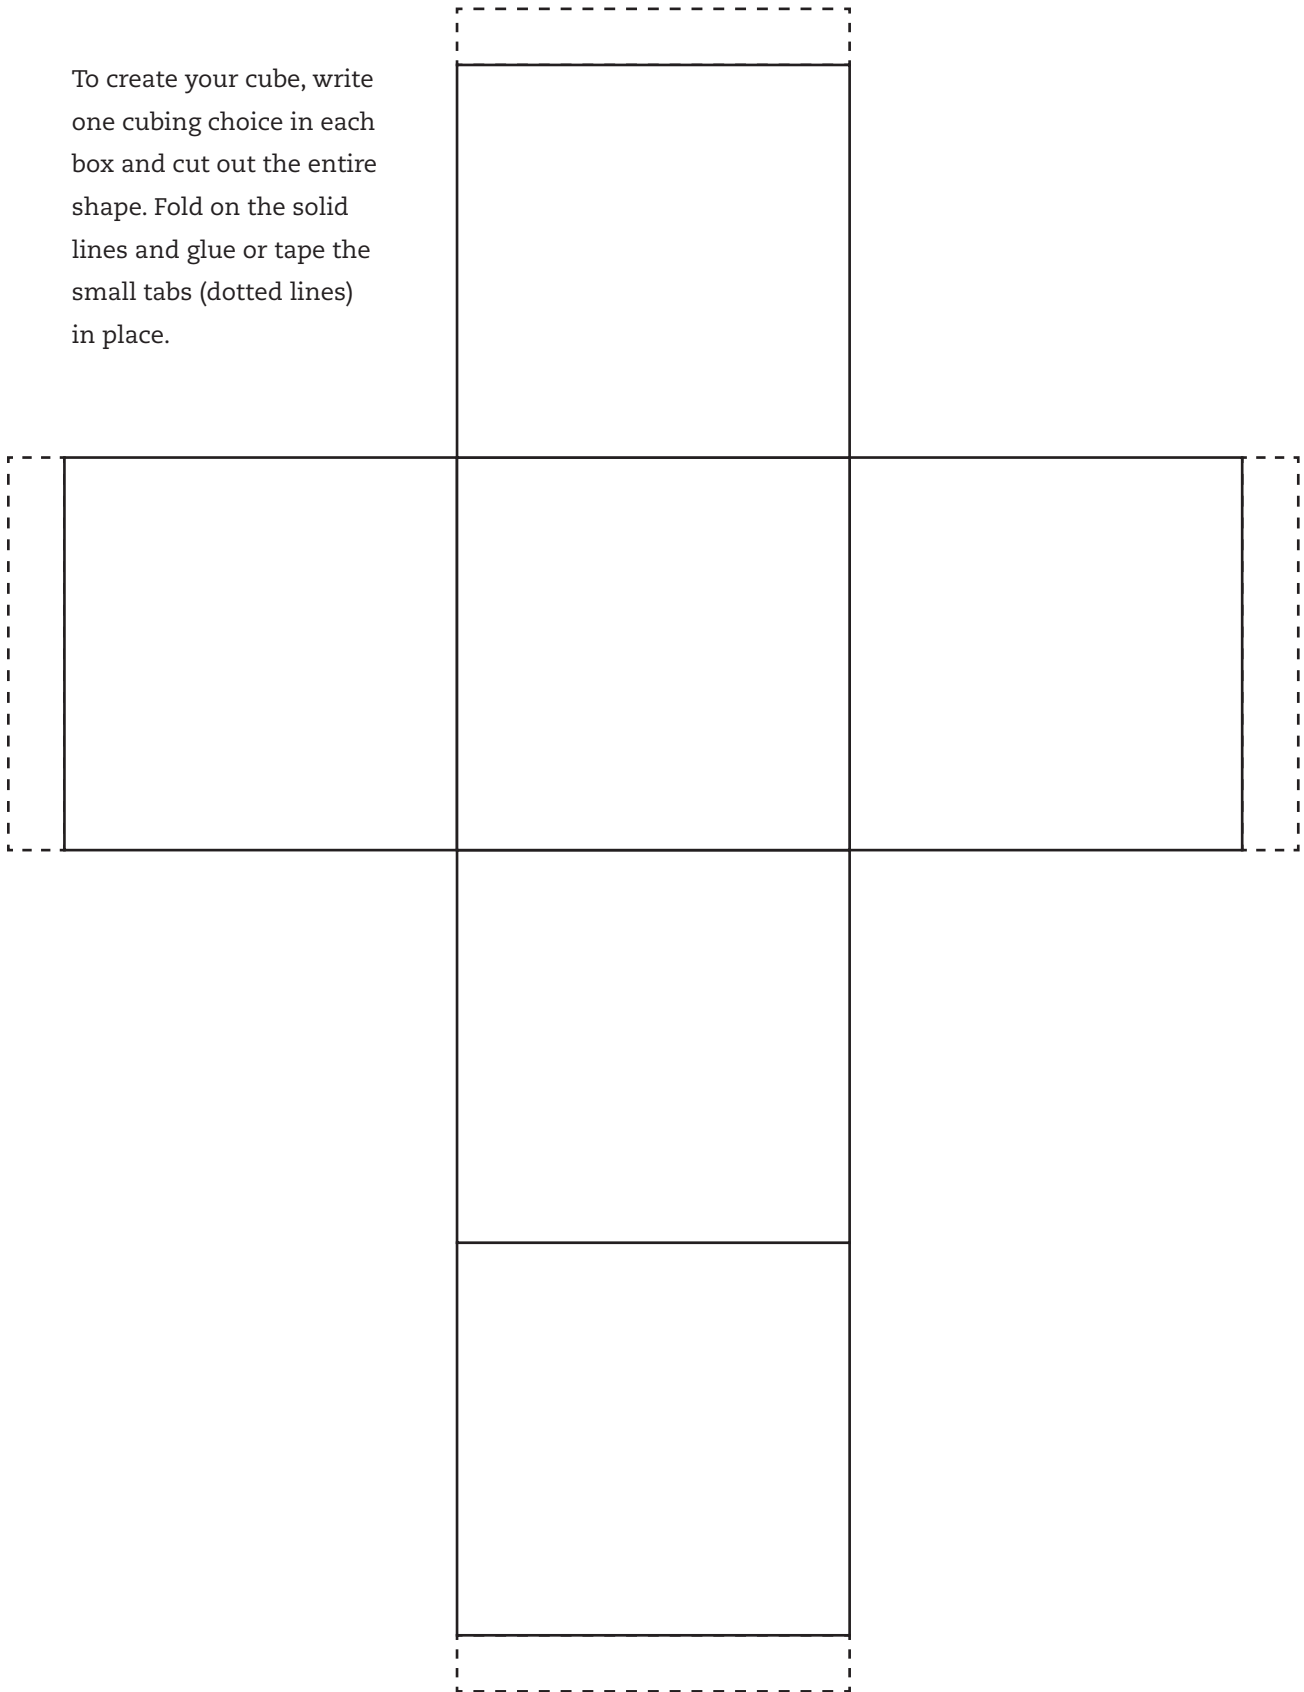 To create your cube, write
one cubing choice in each
box and cut out the entire
shape. Fold on the solid
lines and glue or tape the
small tabs (dotted lines)
in place.